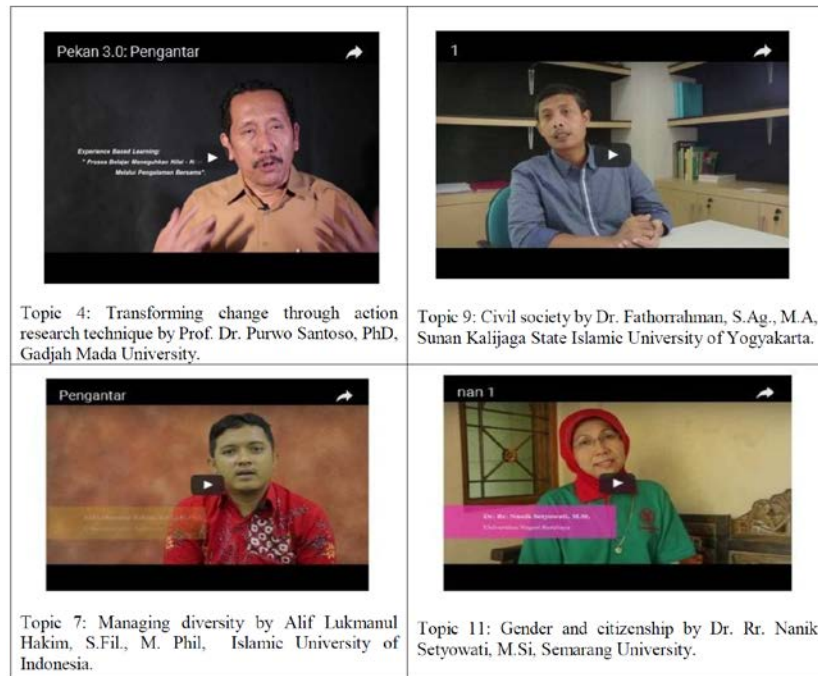 Pekan 3.0: Pengantar
Experience Based Learning:
" Proses Belajar Meneguhkan Nilai -
Melalui Pengalaman Bersama".
Topic 4: Transforming change through action
research technique by Prof. Dr. Purwo Santoso, PhD,
Gadjah Mada University.
1
Topic 9: Civil society by Dr. Fathorrahman, S.Ag., M.A,
Sunan Kalijaga State Islamic University of Yogyakarta.
Pengantar
Topic 7: Managing diversity by Alif Lukmanul
Hakim, S.Fil., M. Phil, Islamic University of
Indonesia.
nan 1
Dr. Rr. Nanik Setyowati, M.Si.
Universitas Negeri Surabaya
Topic 11: Gender and citizenship by Dr. Rr. Nanik
Setyowati, M.Si, Semarang University.